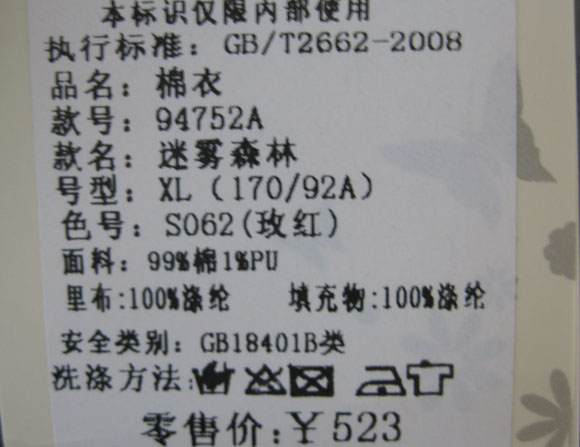 本标识仅限内部使用
执行标准：GB/T2662-2008
品名：棉衣
款号：94752A
款名：迷雾森林
号型：XL（170/92A）
色号：S062(玫红)
面料：99%棉1%PU
里布:100%涤纶 填充物:100%涤纶
安全类别：GB18401B类
洗涤方法:
零售价:￥523